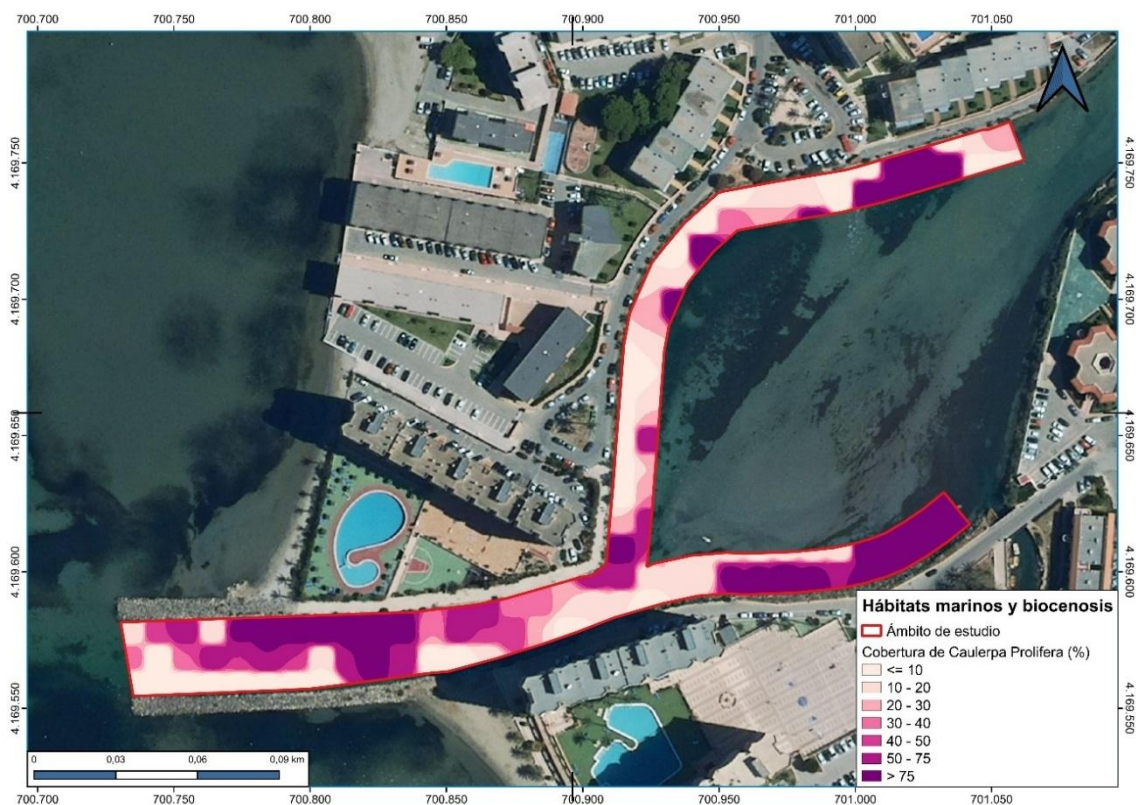 700.700 700.750 700.800 700.850 700.900 700.950 701.000 701.050
4.169.750 4.169.750
4.169.700 4.169.700
4.169.650 4.169.650
4.169.600 4.169.600
4.169.550 4.169.550
Hábitats marinos y biocenosis
Ámbito de estudio
Cobertura de Caulerpa Prolifera (%)
<= 10
10 - 20
20 - 30
30 - 40
40 - 50
50 - 75
> 75
0 0,03 0,06 0,09 km
700.700 700.750 700.800 700.850 700.900 700.950 701.000 701.050